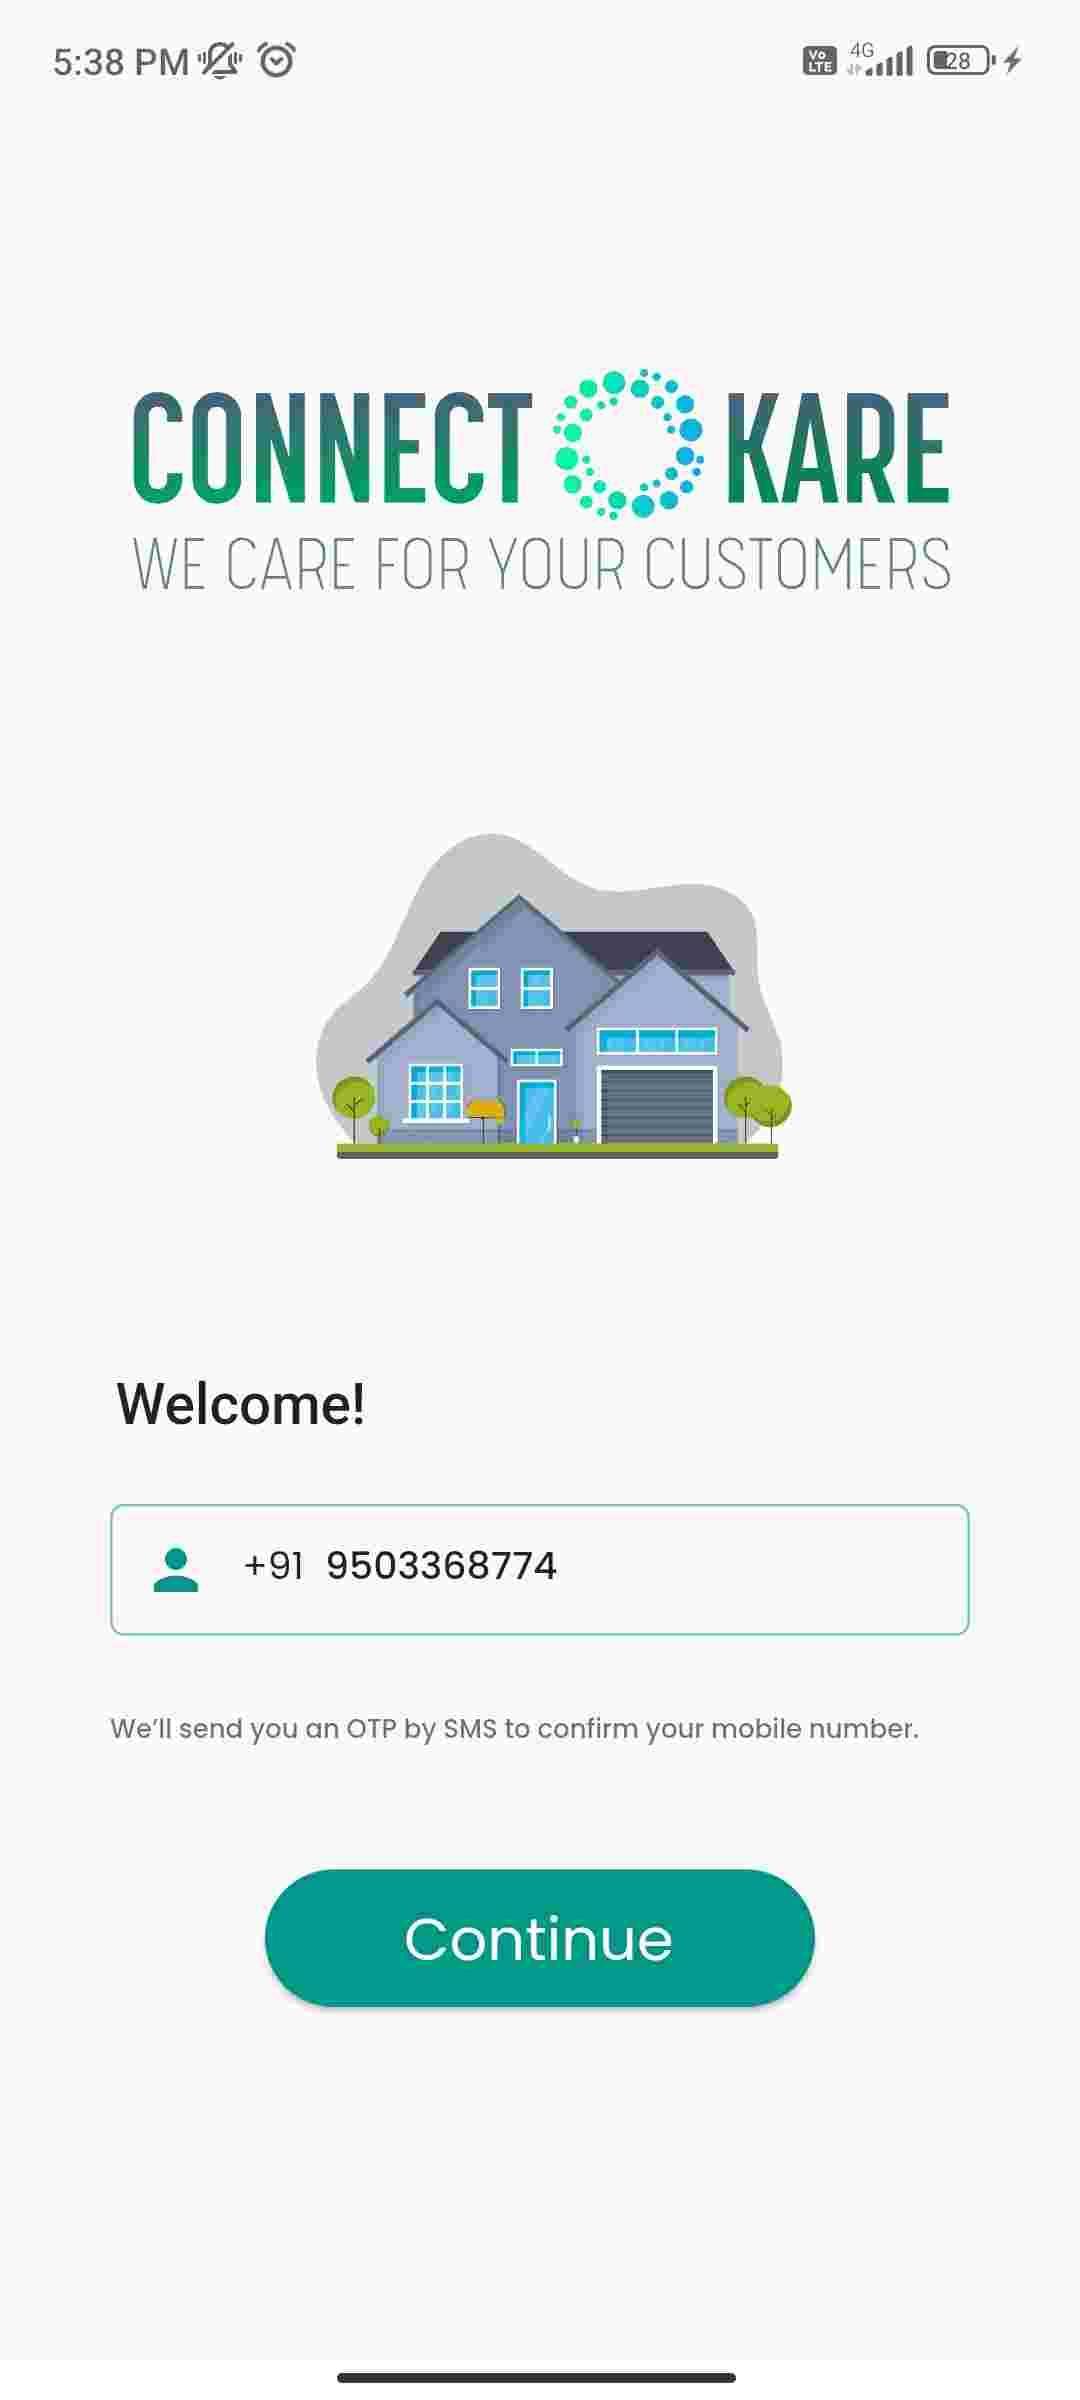 5:38 PM
Vo LTE 4G 28
CONNECT KARE
WE CARE FOR YOUR CUSTOMERS
Welcome!
+91 9503368774
We'll send you an OTP by SMS to confirm your mobile number.
Continue